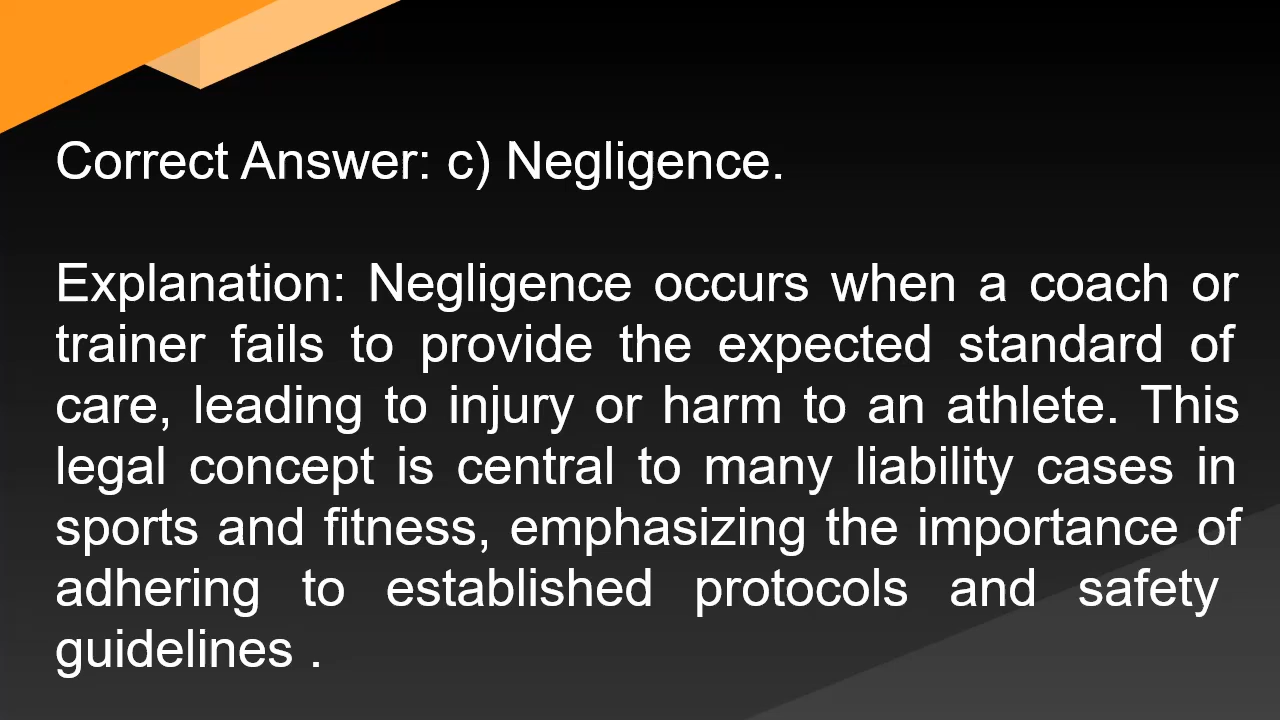 Correct Answer: c) Negligence.
Explanation: Negligence occurs when a coach or
trainer fails to provide the expected standard of
care, leading to injury or harm to an athlete. This
legal concept is central to many liability cases in
sports and fitness, emphasizing the importance of
adhering to established protocols and safety
guidelines .